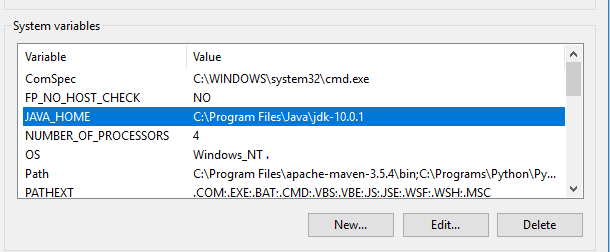 System variables
Variable Value
ComSpec C:\WINDOWS\system32\cmd.exe
FP_NO_HOST_CHECK NO
JAVA_HOME C:\Program Files\Java\jdk-10.0.1
NUMBER_OF_PROCESSORS 4
OS Windows_NT
Path C:\Program Files\apache-maven-3.5.4\bin;C:\Programs\Python\Py...
PATHEXT .COM;.EXE;.BAT;.CMD;.VBS;.VBE;.JS;.JSE;.WSF;.WSH;.MSC
New... Edit... Delete